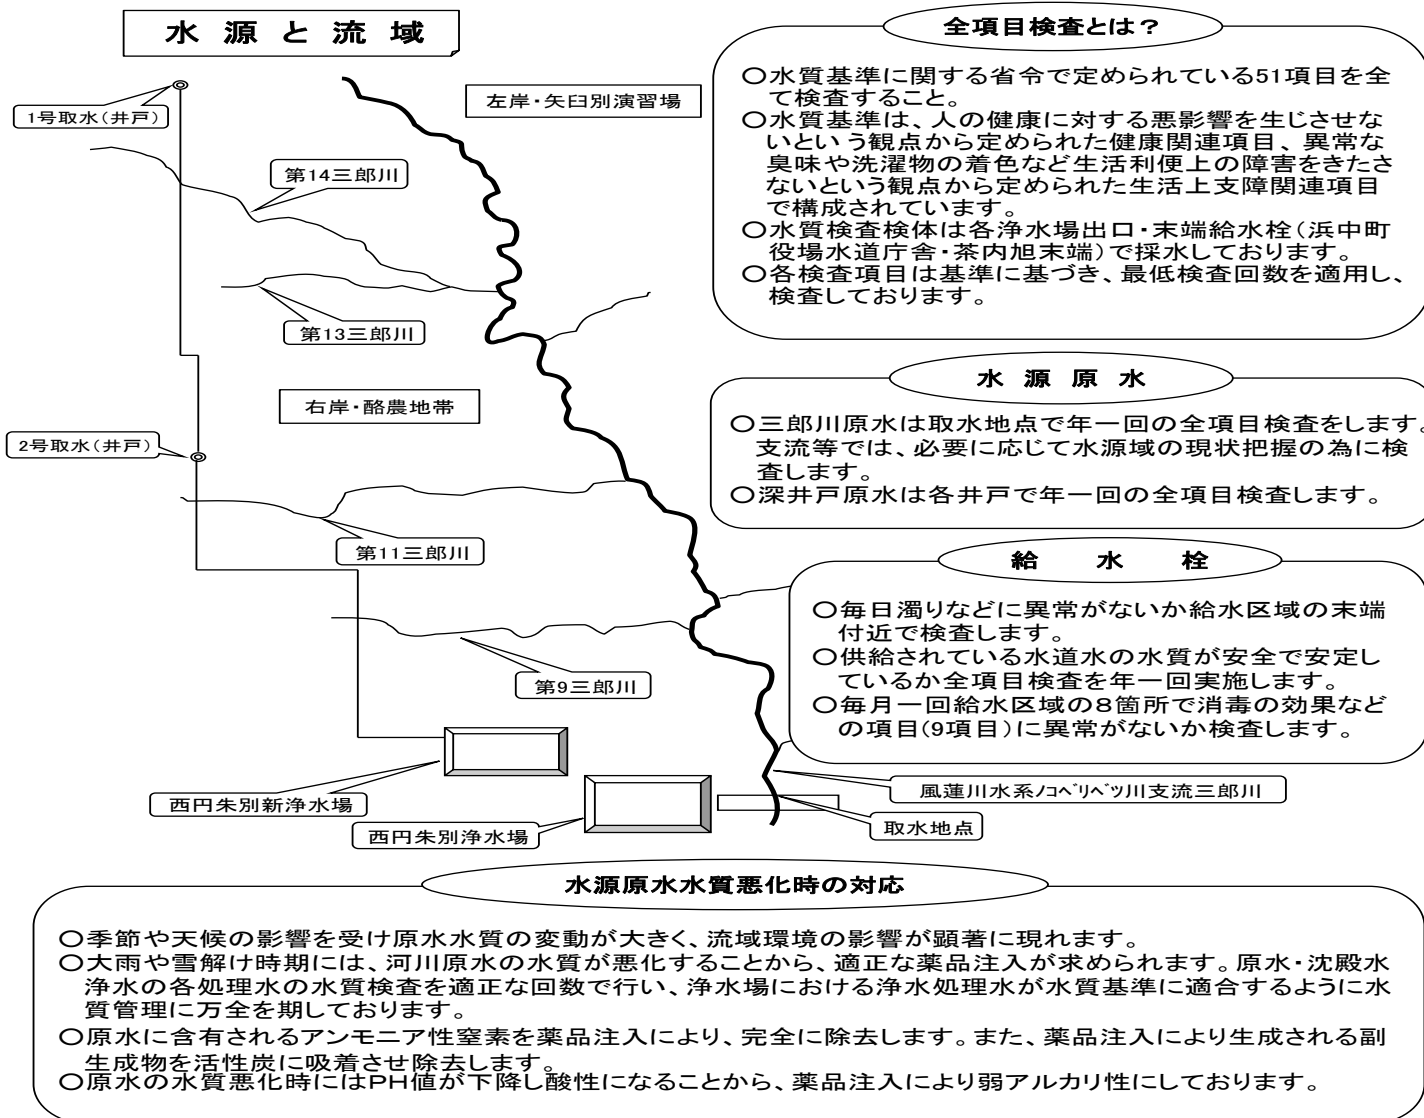 水源と流域
1号取水(井戸)
左岸・矢臼別演習場
第14三郎川
第13三郎川
右岸・酪農地帯
2号取水(井戸)
第11三郎川
第9三郎川
西円朱別新浄水場
西円朱別浄水場
風蓮川水系ﾉｺﾍﾞﾘﾍﾞﾂ川支流三郎川
取水地点
全項目検査とは？
○水質基準に関する省令で定められている51項目を全
て検査すること。
○水質基準は、人の健康に対する悪影響を生じさせな
いという観点から定められた健康関連項目、異常な
臭味や洗濯物の着色など生活利便上の障害をきたさ
ないという観点から定められた生活上支障関連項目
で構成されています。
○水質検査検体は各浄水場出口・末端給水栓(浜中町
役場水道庁舎・茶内旭末端)で採水しております。
○各検査項目は基準に基づき、最低検査回数を適用し、
検査しております。
水源原水
○三郎川原水は取水地点で年一回の全項目検査をします。
支流等では、必要に応じて水源域の現状把握の為に検
査します。
○深井戸原水は各井戸で年一回の全項目検査します。
給水栓
○毎日濁りなどに異常がないか給水区域の末端
付近で検査します。
○供給されている水道水の水質が安全で安定し
ているか全項目検査を年一回実施します。
○毎月一回給水区域の8箇所で消毒の効果など
の項目(9項目)に異常がないか検査します。
水源原水水質悪化時の対応
○季節や天候の影響を受け原水水質の変動が大きく、流域環境の影響が顕著に現れます。
○大雨や雪解け時期には、河川原水の水質が悪化することから、適正な薬品注入が求められます。原水・沈殿水
浄水の各処理水の水質検査を適正な回数で行い、浄水場における浄水処理水が水質基準に適合するように水
質管理に万全を期しております。
○原水に含有されるアンモニア性窒素を薬品注入により、完全に除去します。また、薬品注入により生成される副
生成物を活性炭に吸着させ除去します。
○原水の水質悪化時にはPH値が下降し酸性になることから、薬品注入により弱アルカリ性にしております。